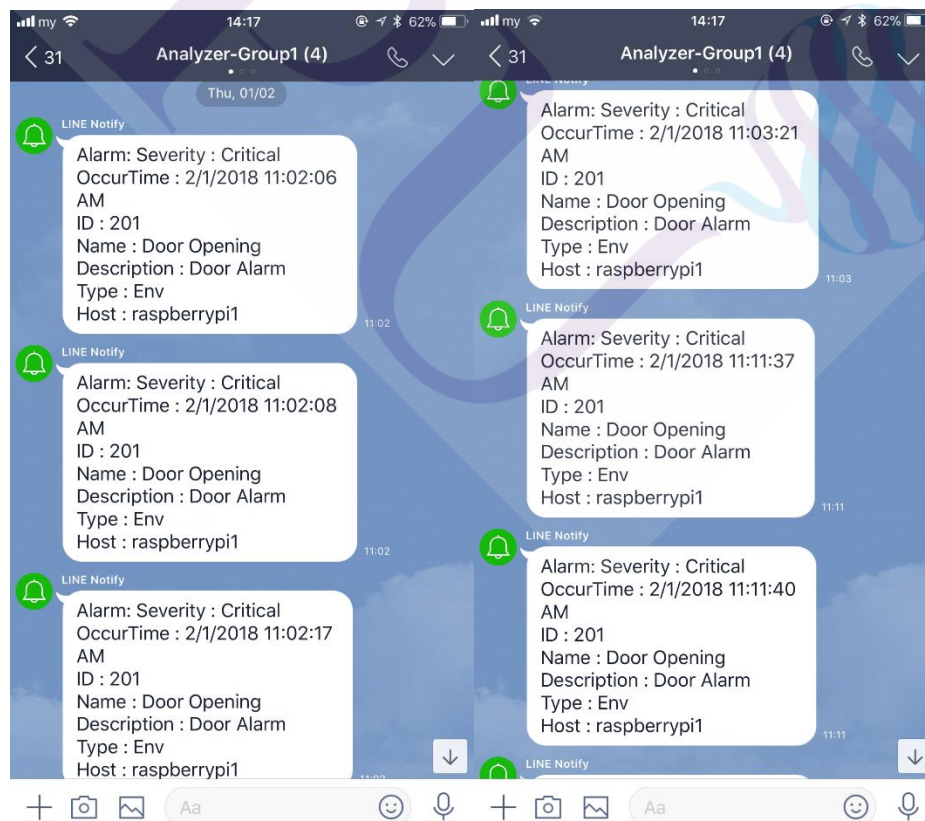 my 14:17 62%
31 Analyzer-Group1 (4)
Thu, 01/02
LINE Notify
Alarm: Severity : Critical
OccurTime : 2/1/2018 11:02:06
AM
ID : 201
Name : Door Opening
Description : Door Alarm
Type : Env
Host : raspberrypi1
11:02
LINE Notify
Alarm: Severity : Critical
OccurTime : 2/1/2018 11:02:08
AM
ID : 201
Name : Door Opening
Description : Door Alarm
Type : Env
Host : raspberrypi1
11:02
LINE Notify
Alarm: Severity : Critical
OccurTime : 2/1/2018 11:02:17
AM
ID : 201
Name : Door Opening
Description : Door Alarm
Type : Env
Host : raspberrypi1
Aa
my 14:17 62%
31 Analyzer-Group1 (4)
Alarm: Severity : Critical
OccurTime : 2/1/2018 11:03:21
AM
ID : 201
Name : Door Opening
Description : Door Alarm
Type : Env
Host : raspberrypi1
11:03
LINE Notify
Alarm: Severity : Critical
OccurTime : 2/1/2018 11:11:37
AM
ID : 201
Name : Door Opening
Description : Door Alarm
Type : Env
Host : raspberrypi1
11:11
LINE Notify
Alarm: Severity : Critical
OccurTime : 2/1/2018 11:11:40
AM
ID : 201
Name : Door Opening
Description : Door Alarm
Type : Env
Host : raspberrypi1
11:11
LINE Notify
Aa